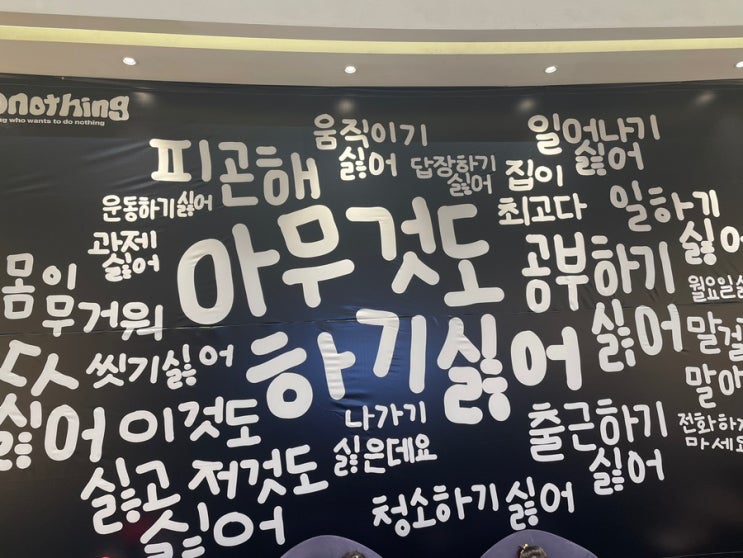 onothing
who wants to do nothing
움직이기
싫어
일어나기
싫어
피곤해
답장하기
싫어
집이
최고다
운동하기싫어
일하기
싫어
과제
싫어
아무것도
하기싫어
공부하기
싫어
몸이
무거워
월요일싫
말걸
말아
다 씻기싫어
싫어
이것도
싫고 저것도
싫어
나가기
싫은데요
출근하기
싫어
전화하지
마세요
청소하기 싫어